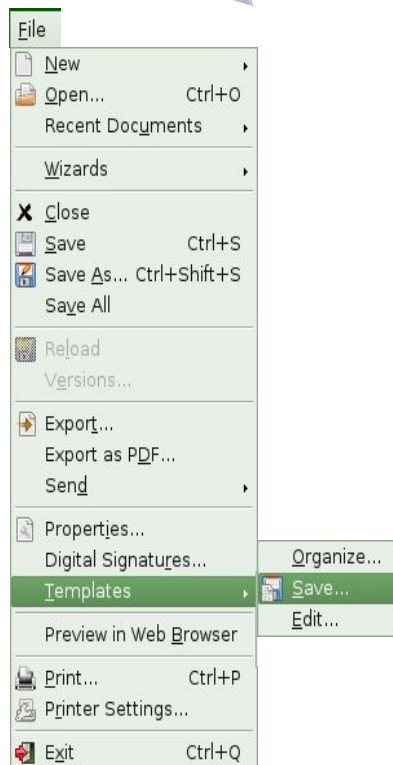 File
New
Open... Ctrl+O
Recent Documents
Wizards
Close
Save Ctrl+S
Save As... Ctrl+Shift+S
Save All
Reload
Versions...
Export...
Export as PDF...
Send
Properties...
Digital Signatures...
Templates
Preview in Web Browser
Print... Ctrl+P
Printer Settings...
Exit Ctrl+Q
Organize...
Save...
Edit...